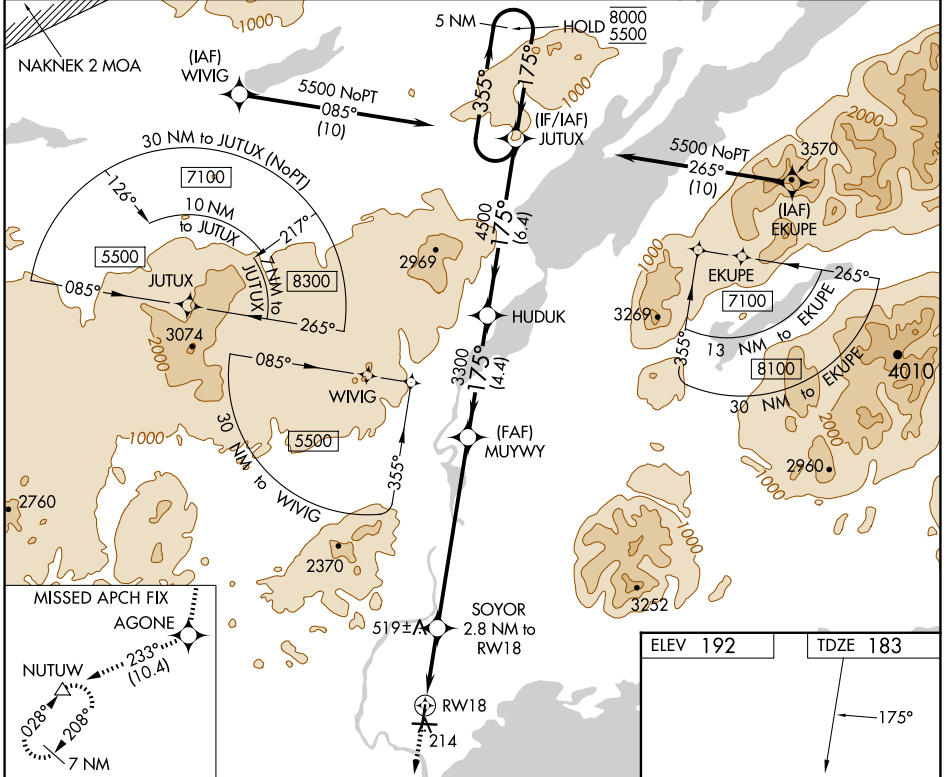 1000
5 NM
HOLD
8000
5500
NAKNEK 2 MOA
(IAF)
WIVIG
5500 NoPT
085°
(10)
355°
175°
1000
(IF/IAF)
JUTUX
2000
5500 NoPT
265°
(10)
3570
(IAF)
EKUPE
30 NM to JUTUX (NoPT)
7100
126°
10 NM
to JUTUX
217°
7 NM to
JUTUX
5500
8300
JUTUX
085°
265°
3074
2000
4500
175°
(6.4)
2969
HUDUK
1000
EKUPE
265°
7100
3269
355°
13 NM to EKUPE
8100
30 NM to EKUPE
4010
085°
WIVIG
5500
355°
30 NM to WIVIG
3300
175°
(4.4)
(FAF)
MUYWY
1000
2000
2960
1000
2760
2370
1000
3252
519±
SOYOR
2.8 NM to
RW18
RW18
214
MISSED APCH FIX
AGONE
233°
(10.4)
NUTUW
028°
208°
7 NM
ELEV 192
TDZE 183
175°